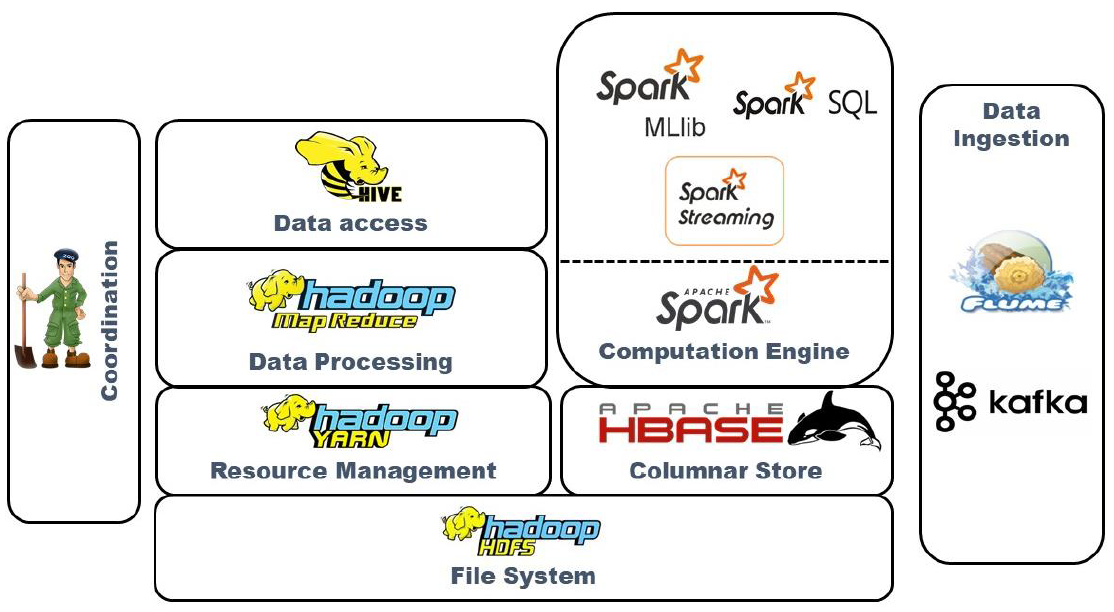 Coordination
HIVE
Data access
hadoop
Map Reduce
Data Processing
hadoop
YARN
Resource Management
hadoop
HDFS
File System
Spark
MLlib
Spark SQL
Spark
Streaming
APACHE
Spark
Computation Engine
APACHE
HBASE
Columnar Store
Data
Ingestion
FLUME
kafka